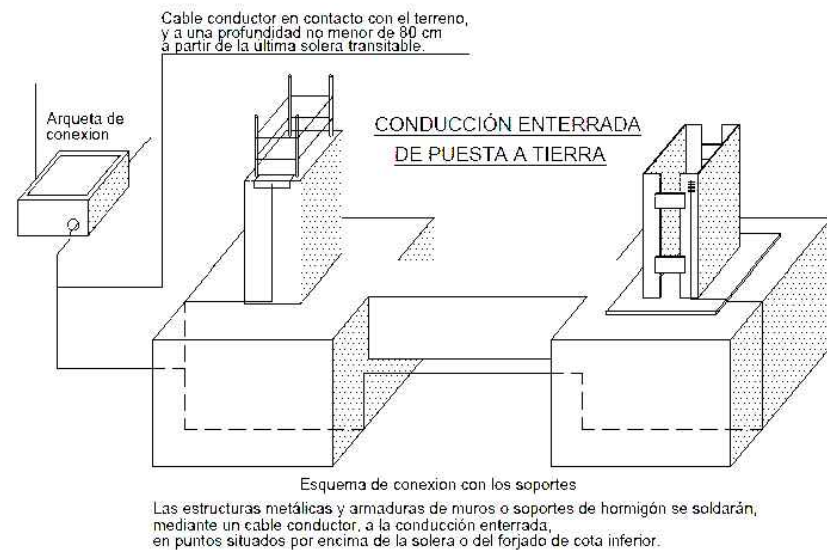 Cable conductor en contacto con el terreno,
y a una profundidad no menor de 80 cm
a partir de la última solera transitable.
Arqueta de
conexion
CONDUCCIÓN ENTERRADA
DE PUESTA A TIERRA
Esquema de conexion con los soportes
Las estructuras metálicas y armaduras de muros o soportes de hormigón se soldarán,
mediante un cable conductor, a la conducción enterrada,
en puntos situados por encima de la solera o del forjado de cota inferior.